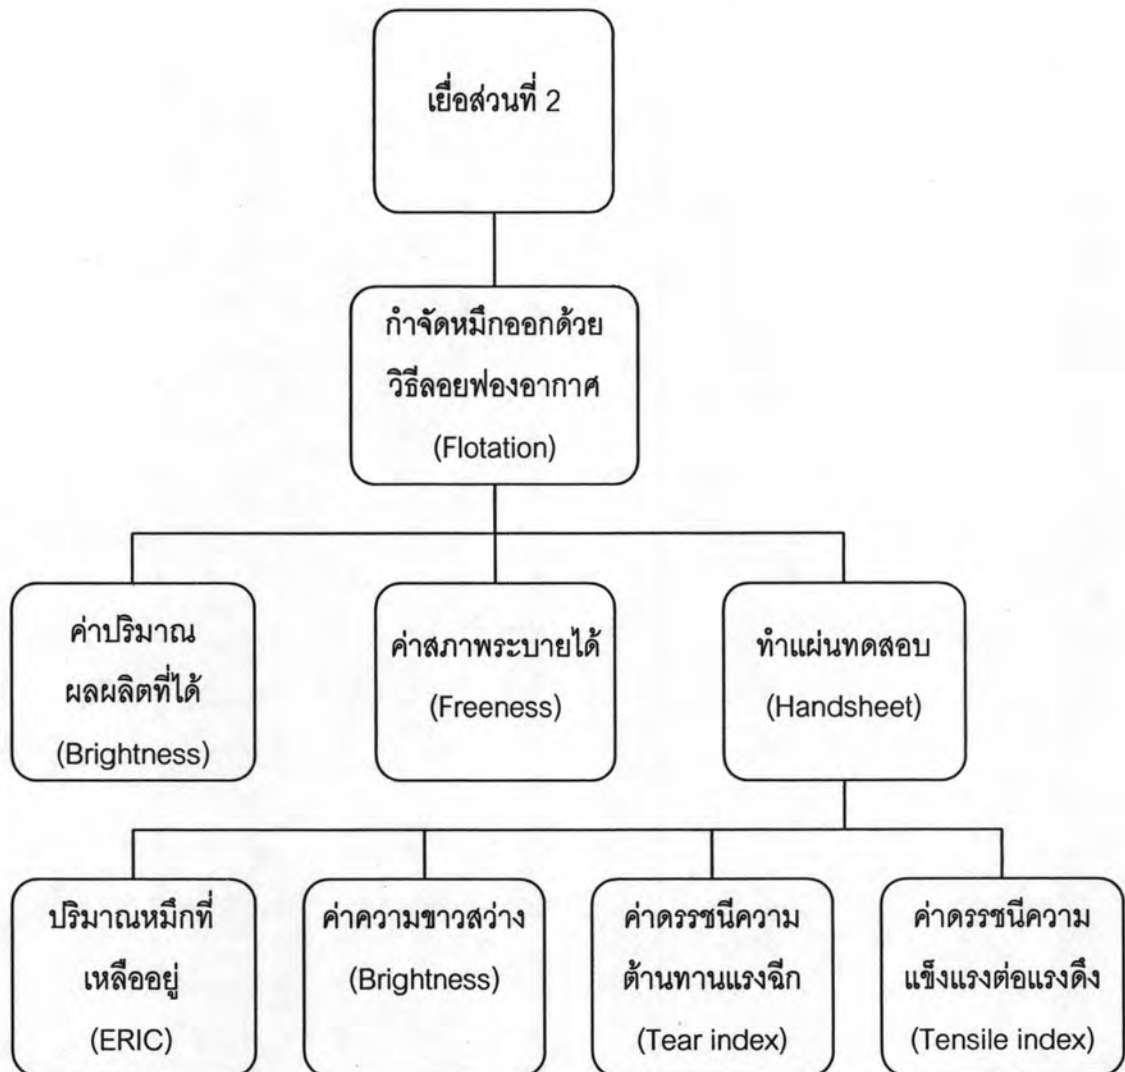 เยื่อส่วนที่ 2
กำจัดหมึกออกด้วย
วิธีลอยฟองอากาศ
(Flotation)
ค่าปริมาณ
ผลผลิตที่ได้
(Brightness)
ค่าสภาพระบายได้
(Freeness)
ทำแผ่นทดสอบ
(Handsheet)
ปริมาณหมึกที่
เหลืออยู่
(ERIC)
ค่าความขาวสว่าง
(Brightness)
ค่าดรรชนีความ
ต้านทานแรงฉีก
(Tear index)
ค่าดรรชนีความ
แข็งแรงต่อแรงดึง
(Tensile index)